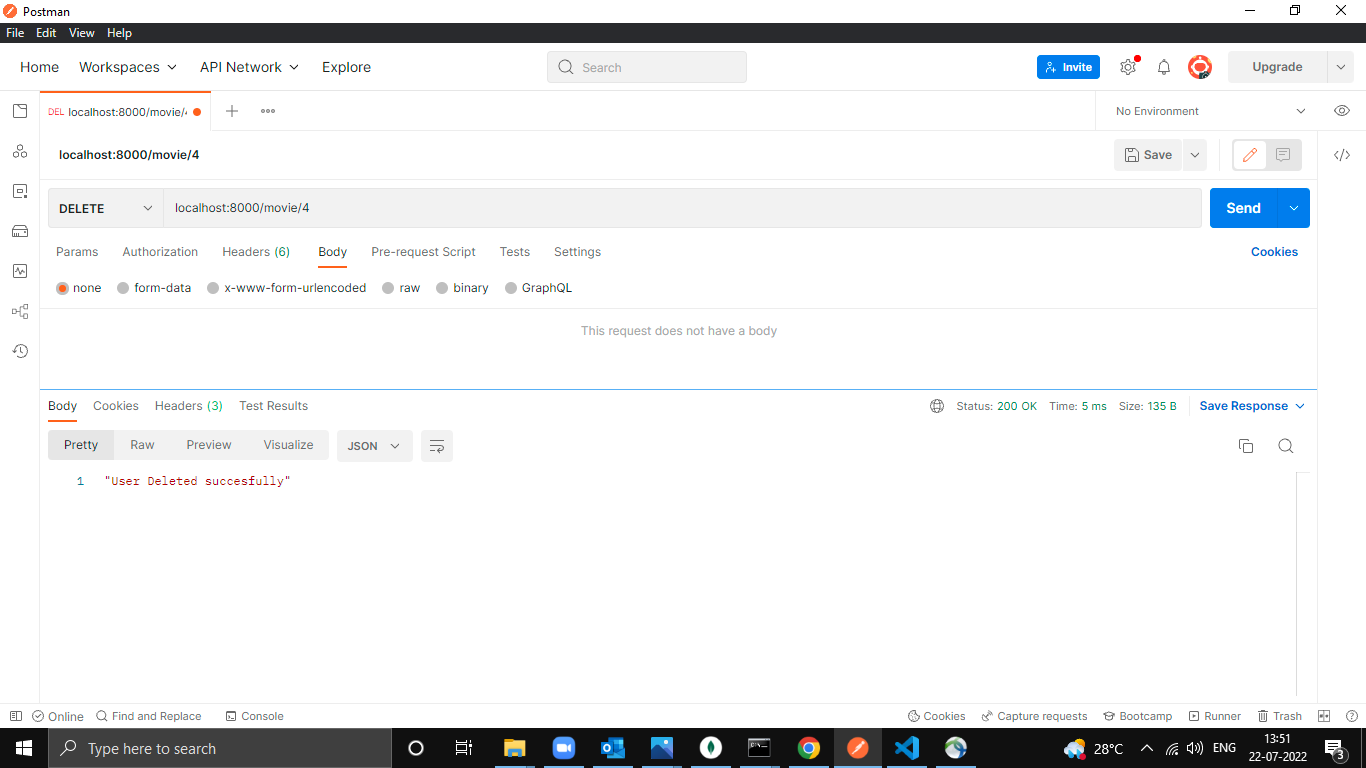 Postman
File Edit View Help
Home Workspaces API Network Explore Search Invite Upgrade
DEL localhost:8000/movie/ No Environment
localhost:8000/movie/4 Save
DELETE localhost:8000/movie/4 Send
Params Authorization Headers (6) Body Pre-request Script Tests Settings Cookies
none form-data x-www-form-urlencoded raw binary GraphQL
This request does not have a body
Body Cookies Headers (3) Test Results Status: 200 OK Time: 5 ms Size: 135 B Save Response
Pretty Raw Preview Visualize JSON
1 "User Deleted succesfully"
Online Find and Replace Console Cookies Capture requests Bootcamp Runner Trash
Type here to search 28°C ENG 13:51
22-07-2022 3